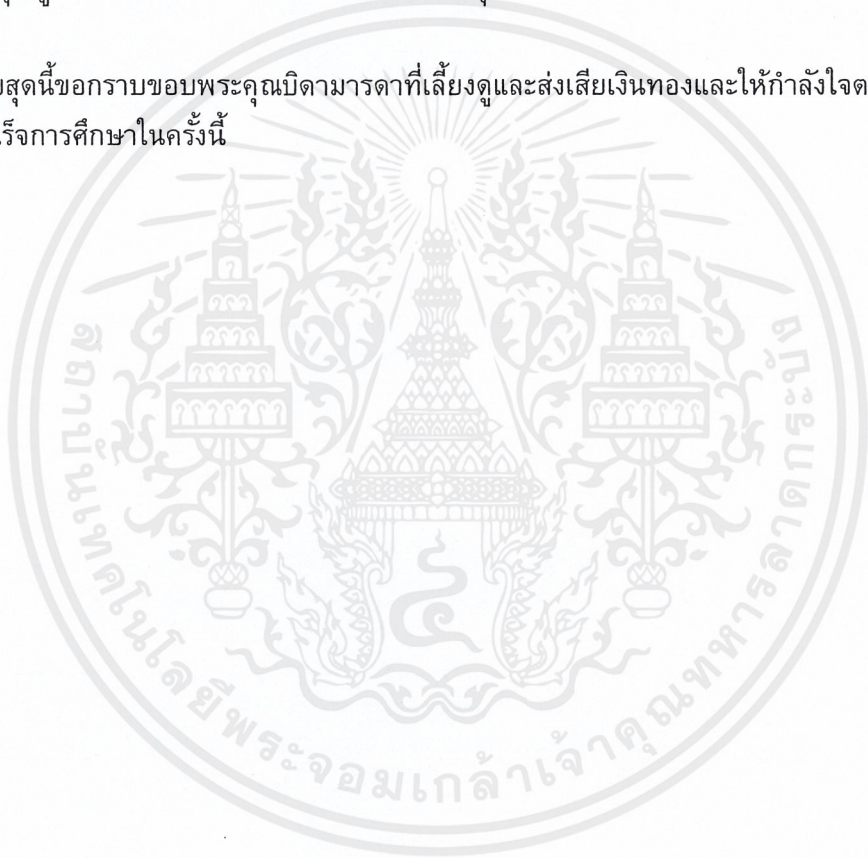 สุดนี้ขอกราบขอบพระคุณบิดามารดาที่เลี้ยงดูและส่งเสียเงินทองและให้กำลังใจต
ร็จการศึกษาในครั้งนี้
สถาบันเทคโนโลยีพระจอมเกล้าเจ้าคุณทหารลาดกระบัง
๔